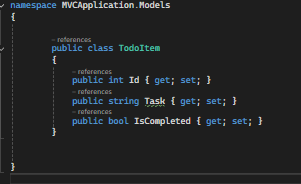 namespace MVCApplication.Models
{
- references
public class TodoItem
{
- references
public int Id { get; set; }
- references
public string Task { get; set; }
- references
public bool IsCompleted { get; set; }
}
}